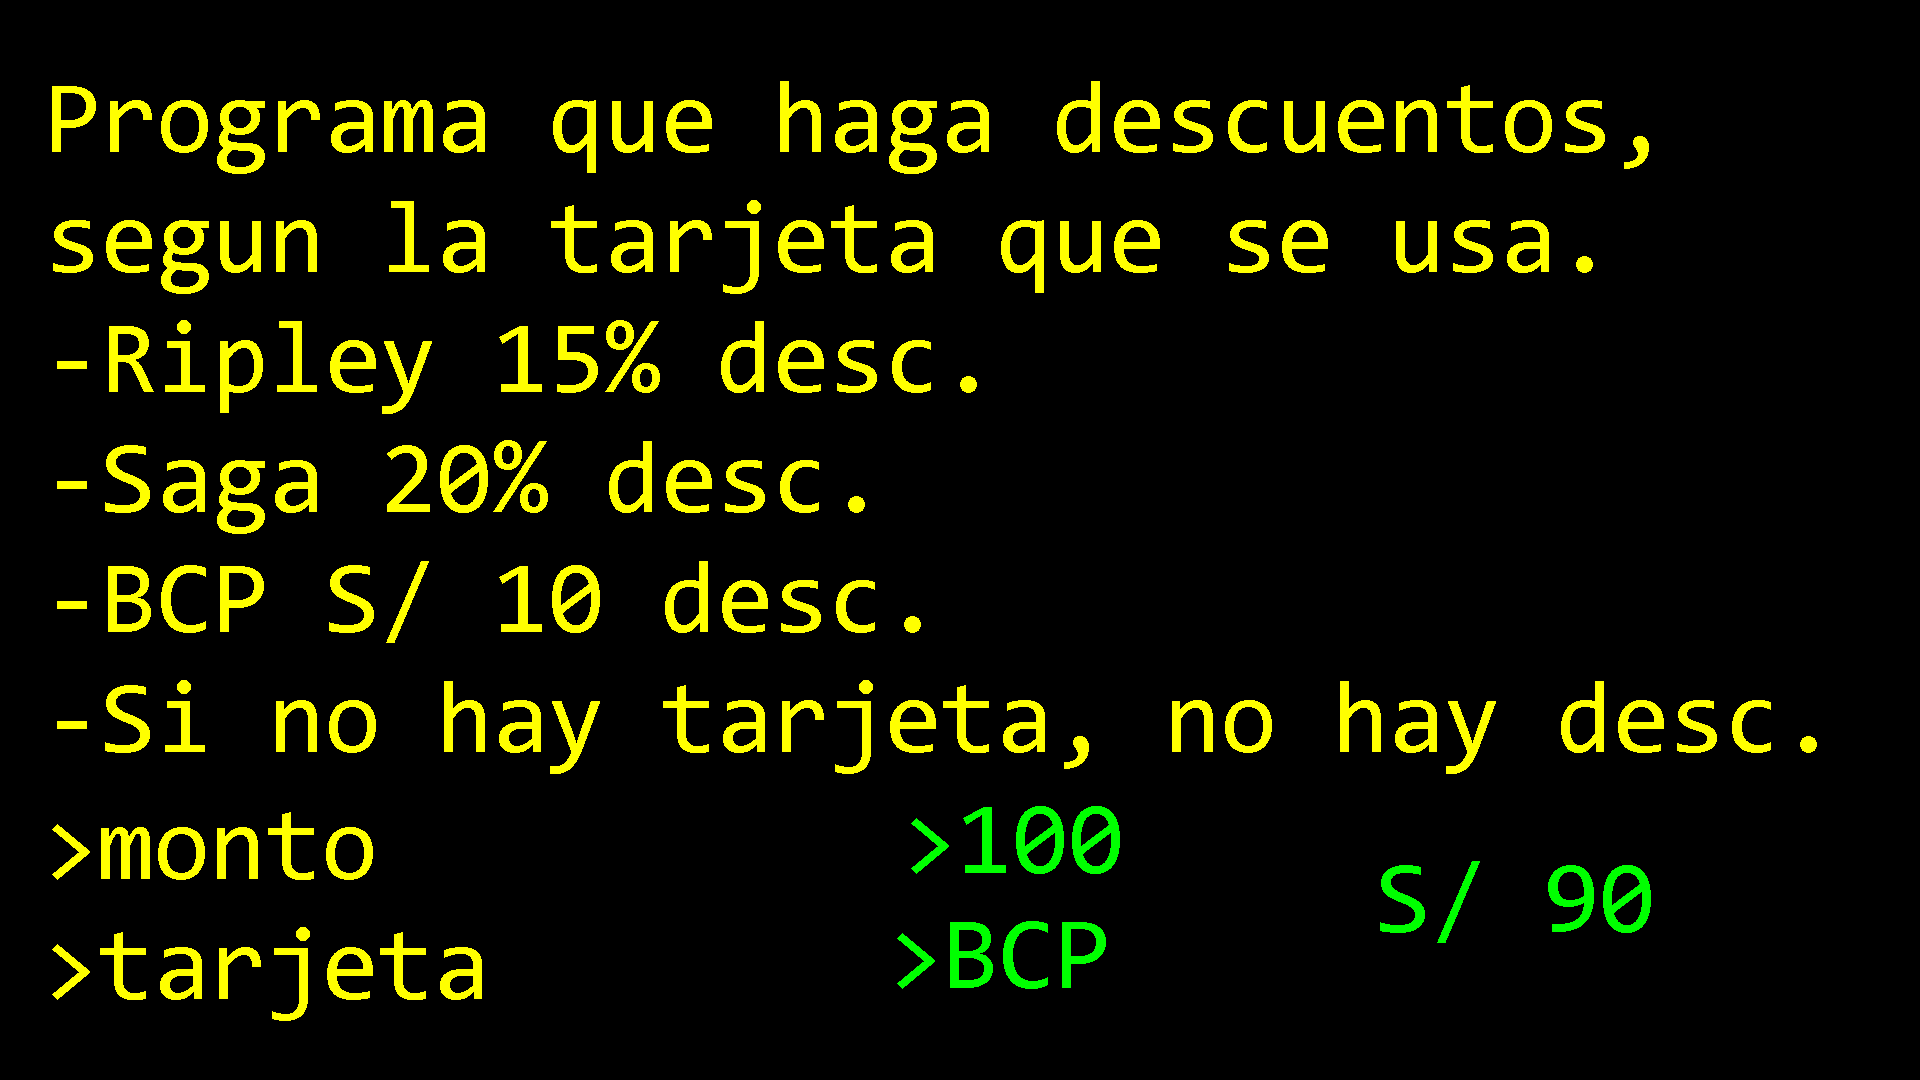 Programa que haga descuentos,
segun la tarjeta que se usa.
-Ripley 15% desc.
-Saga 20% desc.
-BCP S/ 10 desc.
-Si no hay tarjeta, no hay desc.
>monto
>tarjeta
>100
>BCP
S/ 90